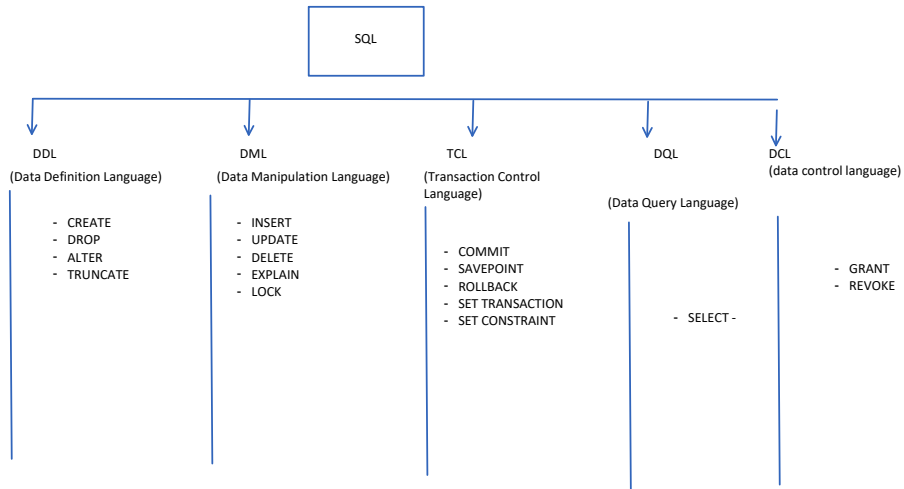 SQL
DDL
(Data Definition Language)
- CREATE
- DROP
- ALTER
- TRUNCATE
DML
(Data Manipulation Language)
- INSERT
- UPDATE
- DELETE
- EXPLAIN
- LOCK
TCL
(Transaction Control
Language)
- COMMIT
- SAVEPOINT
- ROLLBACK
- SET TRANSACTION
- SET CONSTRAINT
DQL
(Data Query Language)
- SELECT -
DCL
(data control language)
- GRANT
- REVOKE